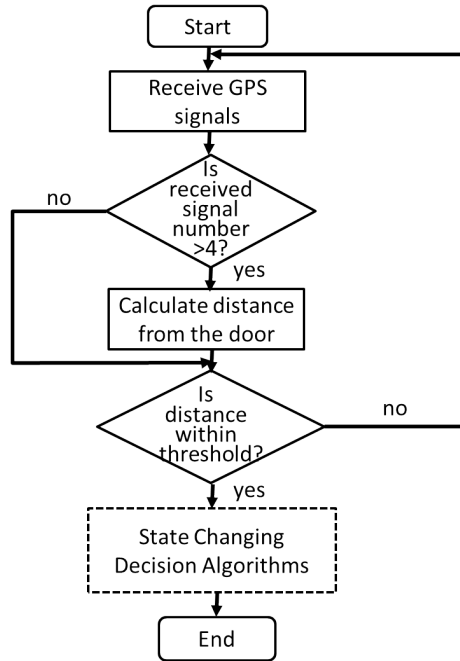 Start
Receive GPS
signals
Is
received
signal
number
>4?
no
yes
Calculate distance
from the door
Is
distance
within
threshold?
no
yes
State Changing
Decision Algorithms
End